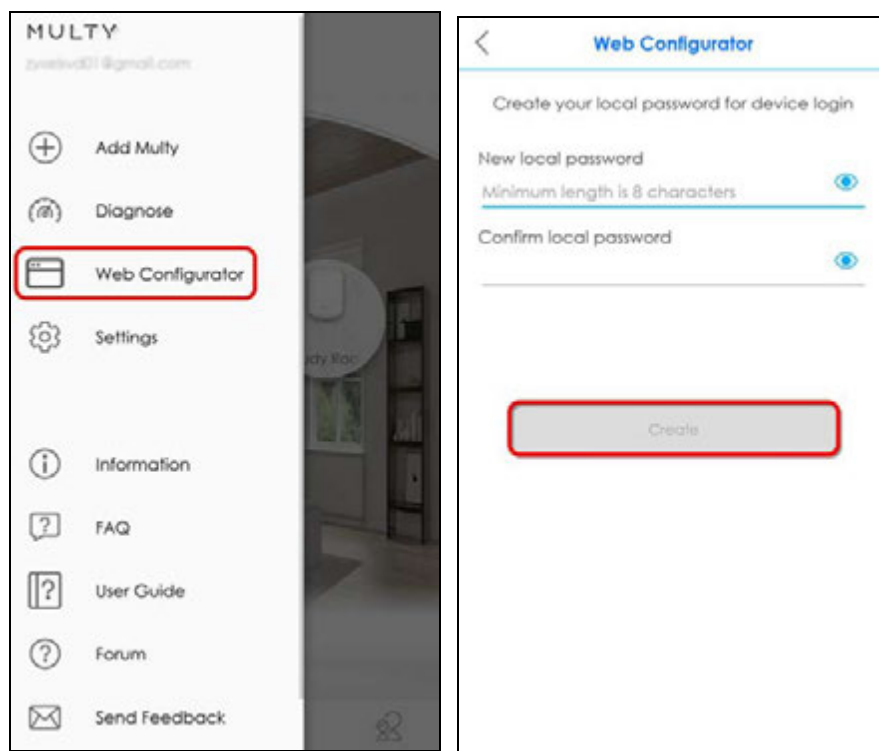 MULTY
Add Multy
Diagnose
Web Configurator
Settings
Information
FAQ
User Guide
Forum
Send Feedback
Web Configurator
Create your local password for device login
New local password
Minimum length is 8 characters
Confirm local password
Create